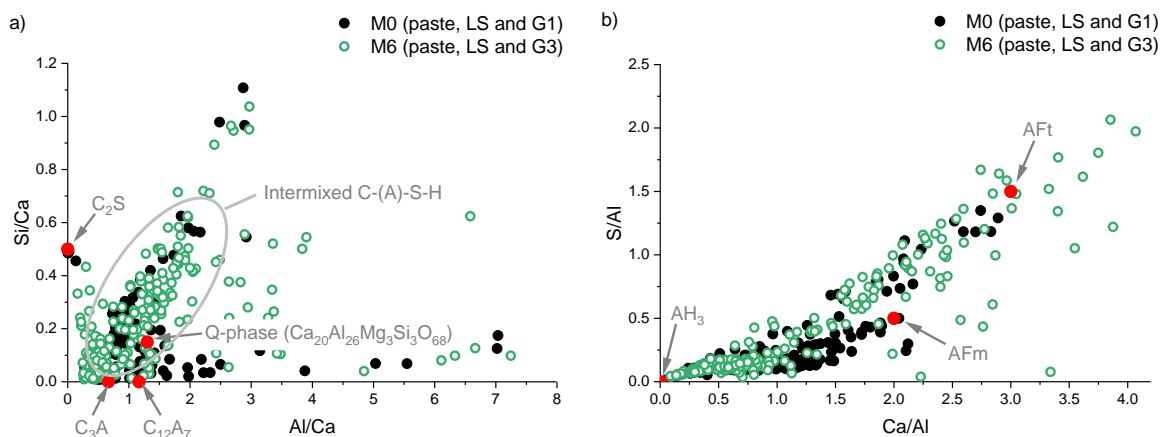 a)
M0 (paste, LS and G1)
M6 (paste, LS and G3)
1.2
1.0
0.8
0.6
0.4
0.2
0.0
Si/Ca
C₂S
Intermixed C-(A)-S-H
Q-phase (Ca₂₀Al₂₆Mg₃Si₃O₆₈)
0 1 2 3 4 5 6 7 8
C₃A
C₁₂A₇
Al/Ca
b)
M0 (paste, LS and G1)
M6 (paste, LS and G3)
2.5
2.0
1.5
1.0
0.5
0.0
S/Al
AFt
AH₃
AFm
0.0 0.5 1.0 1.5 2.0 2.5 3.0 3.5 4.0
Ca/Al